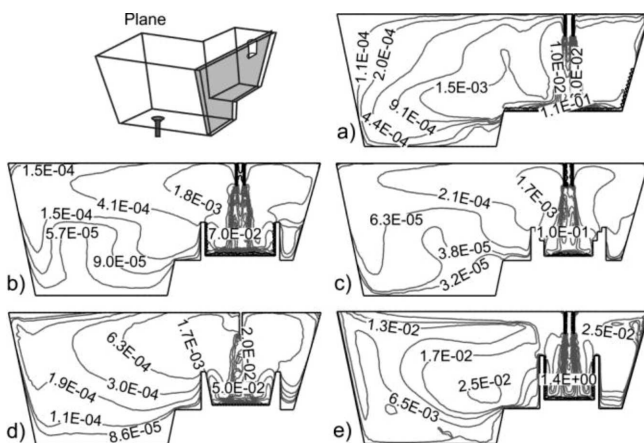 Plane
1.1E-04
2.0E-04
1.5E-03
9.1E-04
4.4E-04
1.0E-02
2.0E-02
1.1E-01
a)
1.5E-04
4.1E-04
1.8E-03
1.5E-04
5.7E-05
9.0E-05
7.0E-02
b)
2.1E-04
1.7E-03
6.3E-05
3.8E-05
3.2E-05
1.0E-01
c)
6.3E-04
1.7E-03
2.0E-02
3.0E-04
1.9E-04
5.0E-02
1.1E-04
8.6E-05
d)
1.3E-02
2.5E-02
1.7E-02
2.5E-02
1.4E+00
6.5E-03
e)